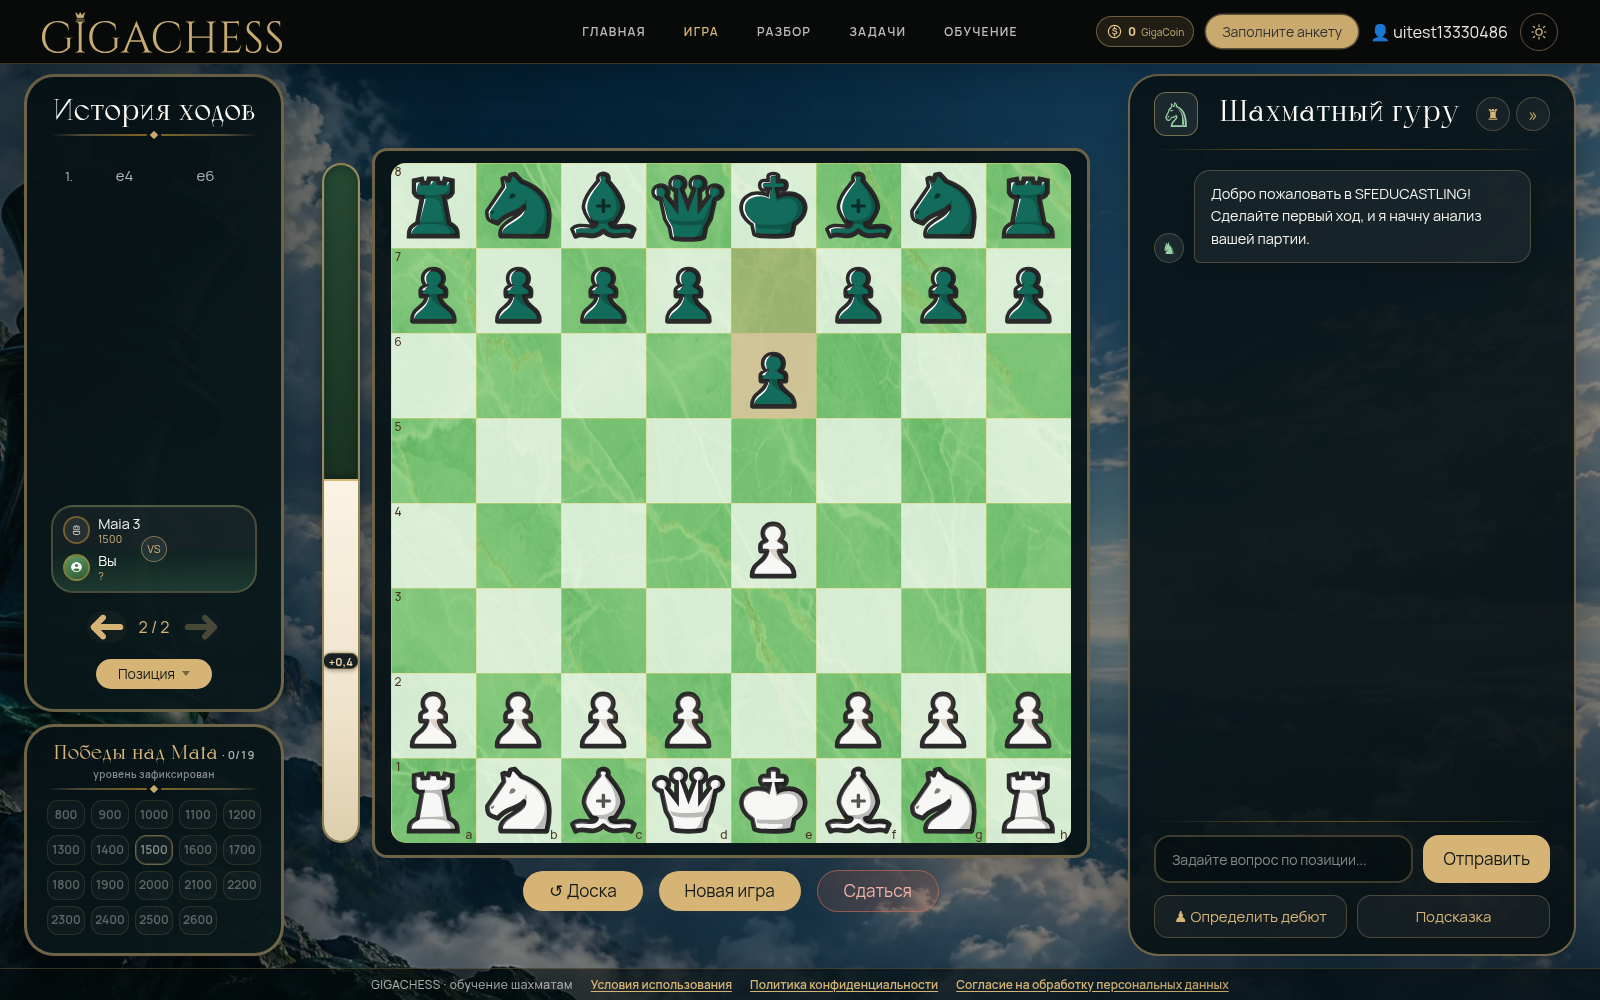 GIGACHESS
ГЛАВНАЯ
ИГРА
РАЗБОР
ЗАДАЧИ
ОБУЧЕНИЕ
0 GigaCoin
Заполните анкету
uitest13330486
История ходов
1. e4 e6
Maia 3
1500
VS
Вы
?
2 / 2
Позиция
Победы над Maia · 0/19
уровень зафиксирован
800 900 1000 1100 1200
1300 1400 1500 1600 1700
1800 1900 2000 2100 2200
2300 2400 2500 2600
+0,4
8
7
6
5
4
3
2
1
a b c d e f g h
↺ Доска
Новая игра
Сдаться
Шахматный гуру
»
Добро пожаловать в SFEDUCASTLING!
Сделайте первый ход, и я начну анализ
вашей партии.
Задайте вопрос по позиции...
Отправить
Определить дебют
Подсказка
GIGACHESS · обучение шахматам
Условия использования
Политика конфиденциальности
Согласие на обработку персональных данных